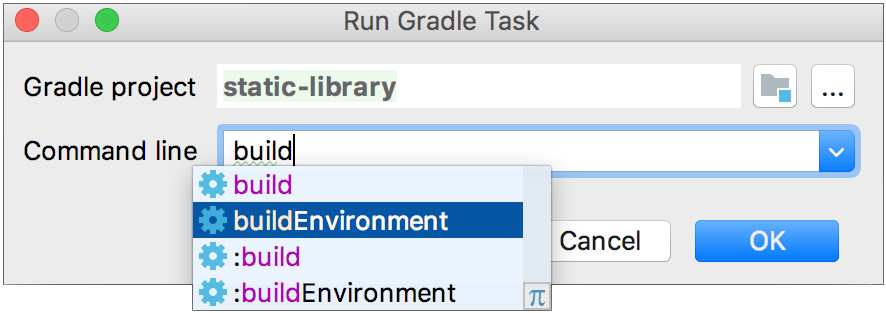 Run Gradle Task
Gradle project static-library ...
Command line build
build
buildEnvironment
:build
:buildEnvironment
π
Cancel OK